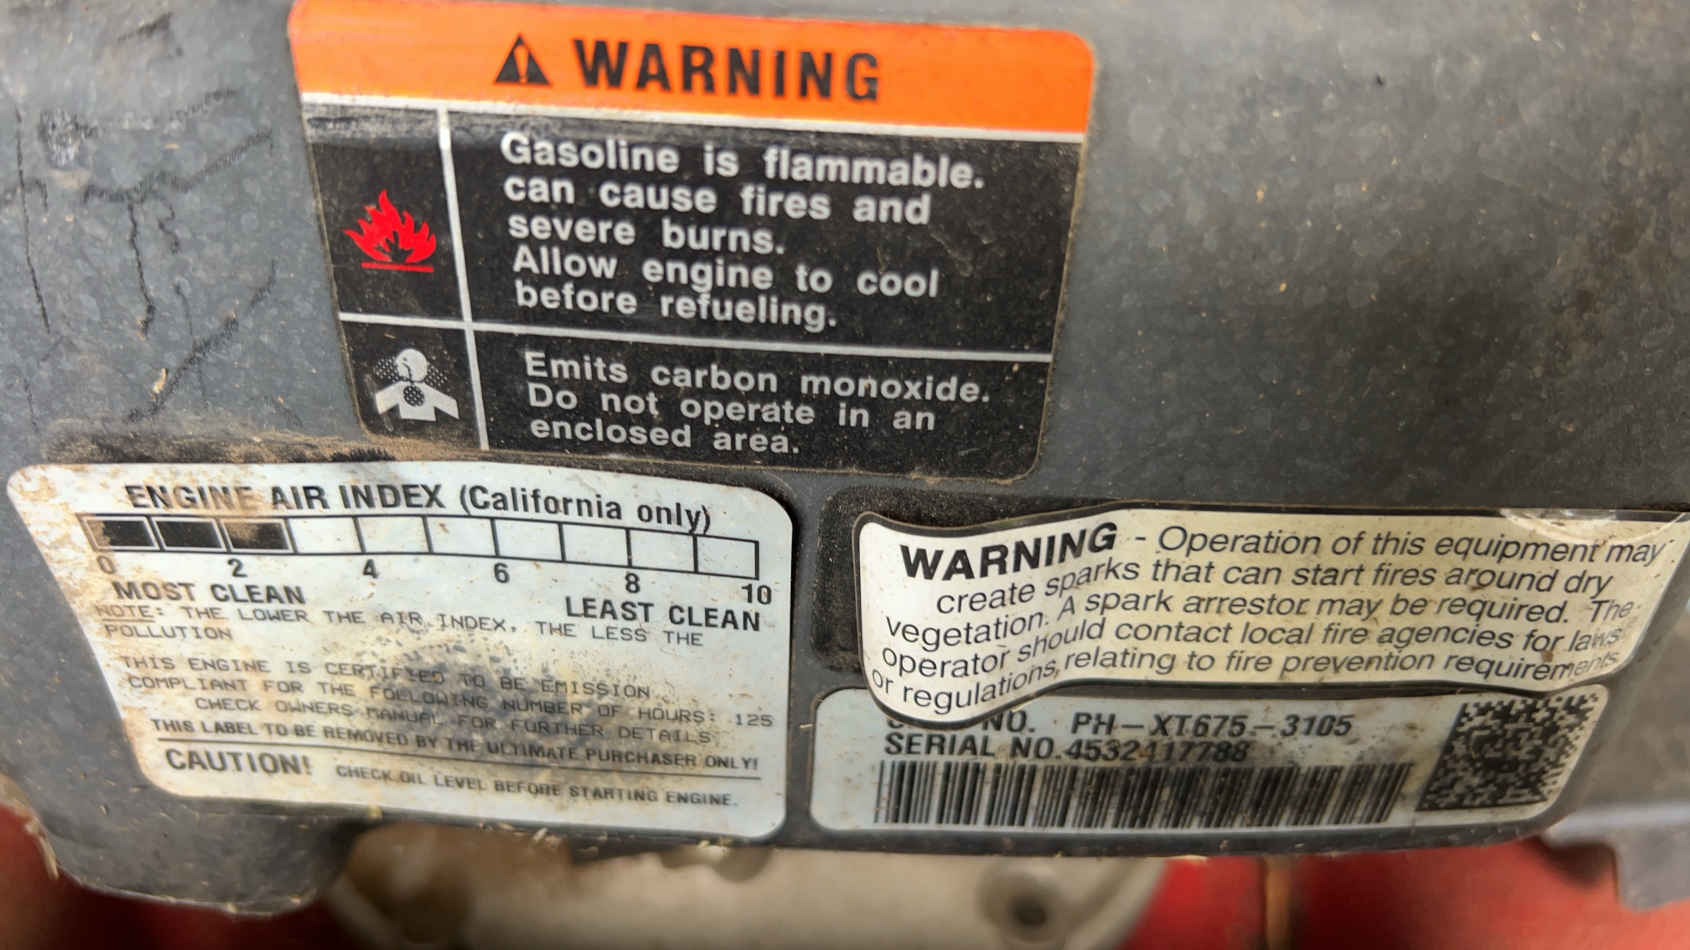 WARNING
Gasoline is flammable.
can cause fires and
severe burns.
Allow engine to cool
before refueling.
Emits carbon monoxide.
Do not operate in an
enclosed area.
ENGINE AIR INDEX (California only)
0 2 4 6 8 10
MOST CLEAN LEAST CLEAN
NOTE: THE LOWER THE AIR INDEX, THE LESS THE
POLLUTION
THIS ENGINE IS CERTIFIED TO BE EMISSION
COMPLIANT FOR THE FOLLOWING NUMBER OF HOURS: 125
CHECK OWNERS MANUAL FOR FURTHER DETAILS
THIS LABEL TO BE REMOVED BY THE ULTIMATE PURCHASER ONLY!
CAUTION! CHECK OIL LEVEL BEFORE STARTING ENGINE.
WARNING - Operation of this equipment may
create sparks that can start fires around dry
vegetation. A spark arrestor may be required. The
operator should contact local fire agencies for laws
or regulations, relating to fire prevention requirements
NO. PH-XT675-3105
SERIAL NO.4532417788